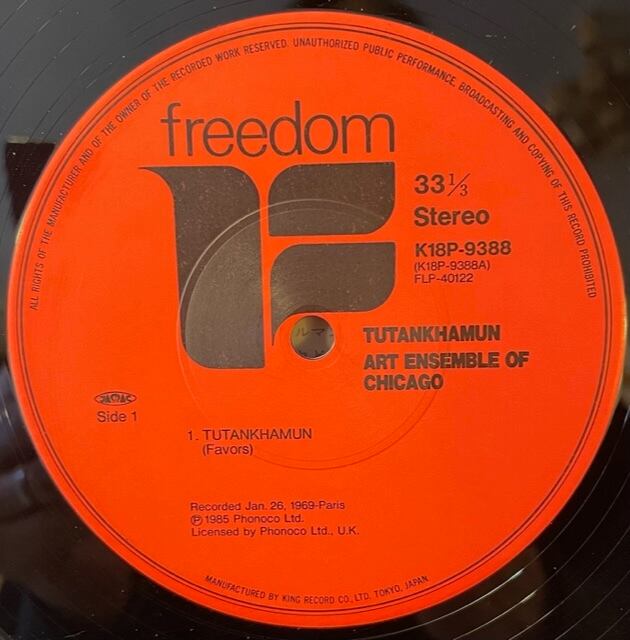 ALL RIGHTS OF THE MANUFACTURER AND OF THE OWNER OF THE RECORDED WORK RESERVED. UNAUTHORIZED PUBLIC PERFORMANCE, BROADCASTING AND COPYING OF THIS RECORD PROHIBITED
freedom
33⅓
Stereo
K18P-9388
(K18P-9388A)
FLP-40122
TUTANKHAMUN
ART ENSEMBLE OF
CHICAGO
Side 1
1. TUTANKHAMUN
(Favors)
Recorded Jan. 26, 1969-Paris
Ⓟ1985 Phonoco Ltd.
Licensed by Phonoco Ltd., U.K.
MANUFACTURED BY KING RECORD CO., LTD. TOKYO, JAPAN.